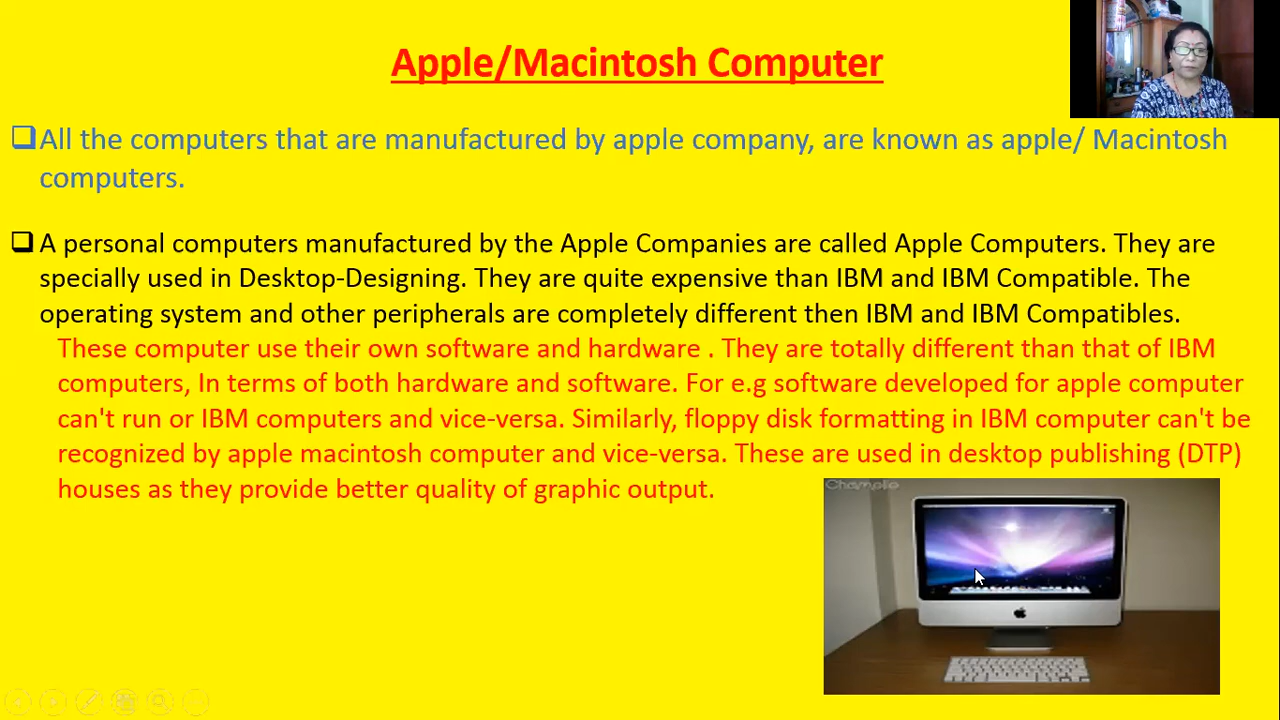 Apple/Macintosh Computer
All the computers that are manufactured by apple company, are known as apple/ Macintosh
computers.
A personal computers manufactured by the Apple Companies are called Apple Computers. They are
specially used in Desktop-Designing. They are quite expensive than IBM and IBM Compatible. The
operating system and other peripherals are completely different then IBM and IBM Compatibles.
These computer use their own software and hardware . They are totally different than that of IBM
computers, In terms of both hardware and software. For e.g software developed for apple computer
can't run or IBM computers and vice-versa. Similarly, floppy disk formatting in IBM computer can't be
recognized by apple macintosh computer and vice-versa. These are used in desktop publishing (DTP)
houses as they provide better quality of graphic output.